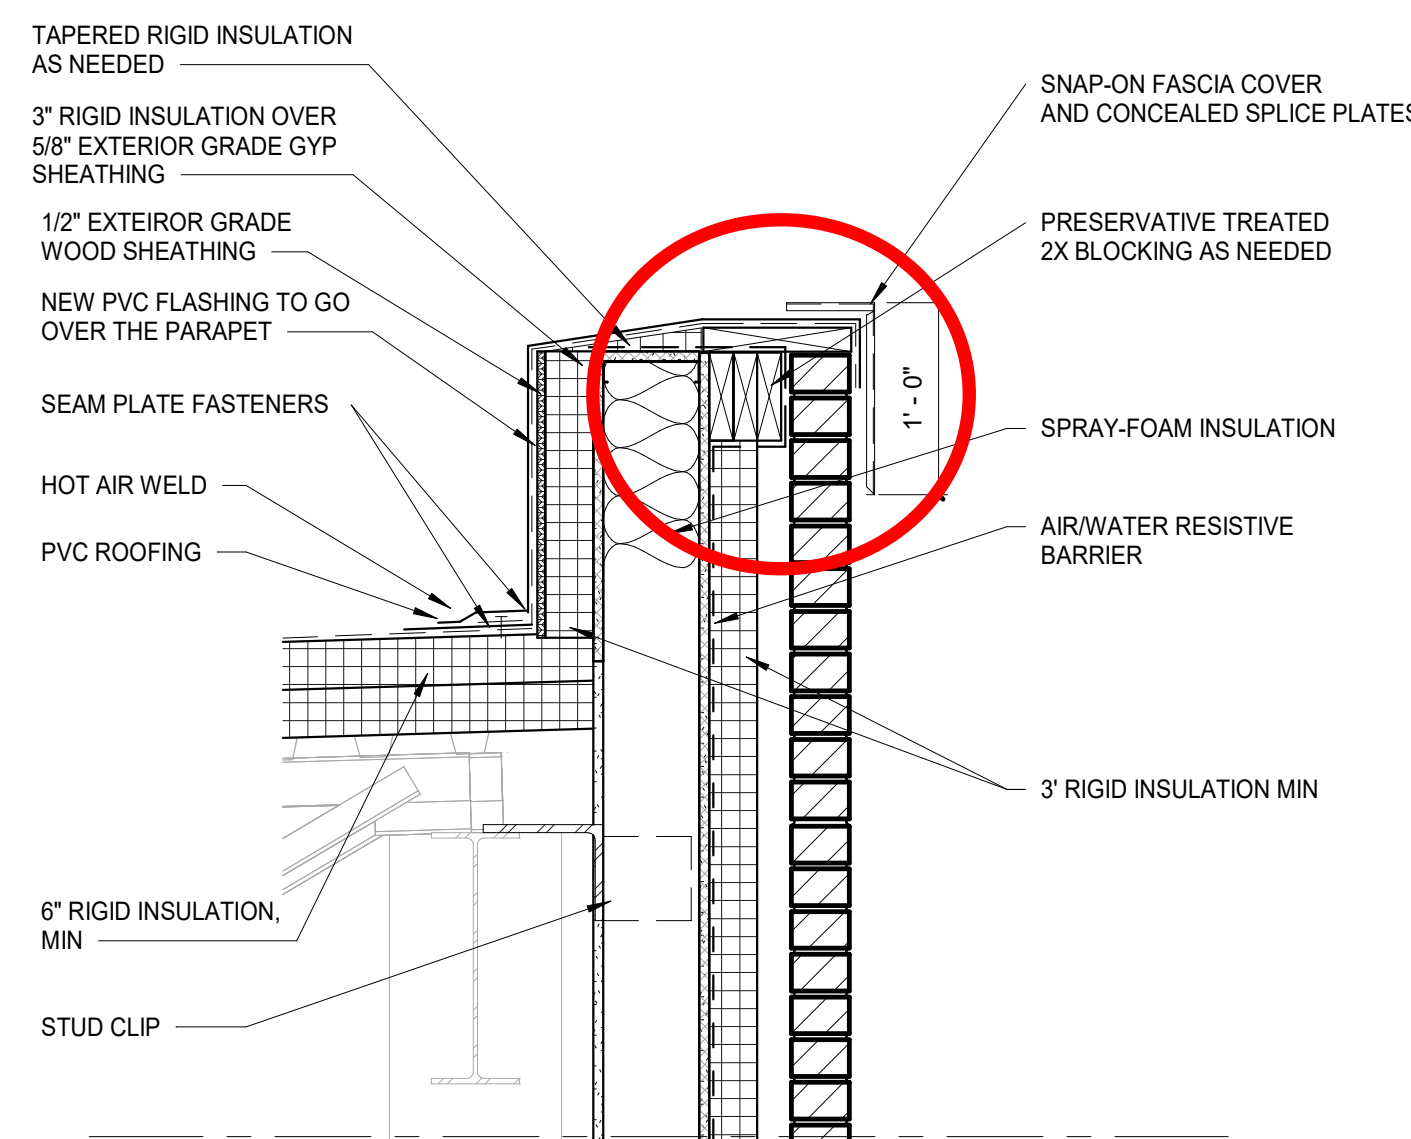 TAPERED RIGID INSULATION
AS NEEDED
3" RIGID INSULATION OVER
5/8" EXTERIOR GRADE GYP
SHEATHING
1/2" EXTEIROR GRADE
WOOD SHEATHING
NEW PVC FLASHING TO GO
OVER THE PARAPET
SEAM PLATE FASTENERS
HOT AIR WELD
PVC ROOFING
6" RIGID INSULATION,
MIN
STUD CLIP
SNAP-ON FASCIA COVER
AND CONCEALED SPLICE PLATES
PRESERVATIVE TREATED
2X BLOCKING AS NEEDED
1' - 0"
SPRAY-FOAM INSULATION
AIR/WATER RESISTIVE
BARRIER
3' RIGID INSULATION MIN